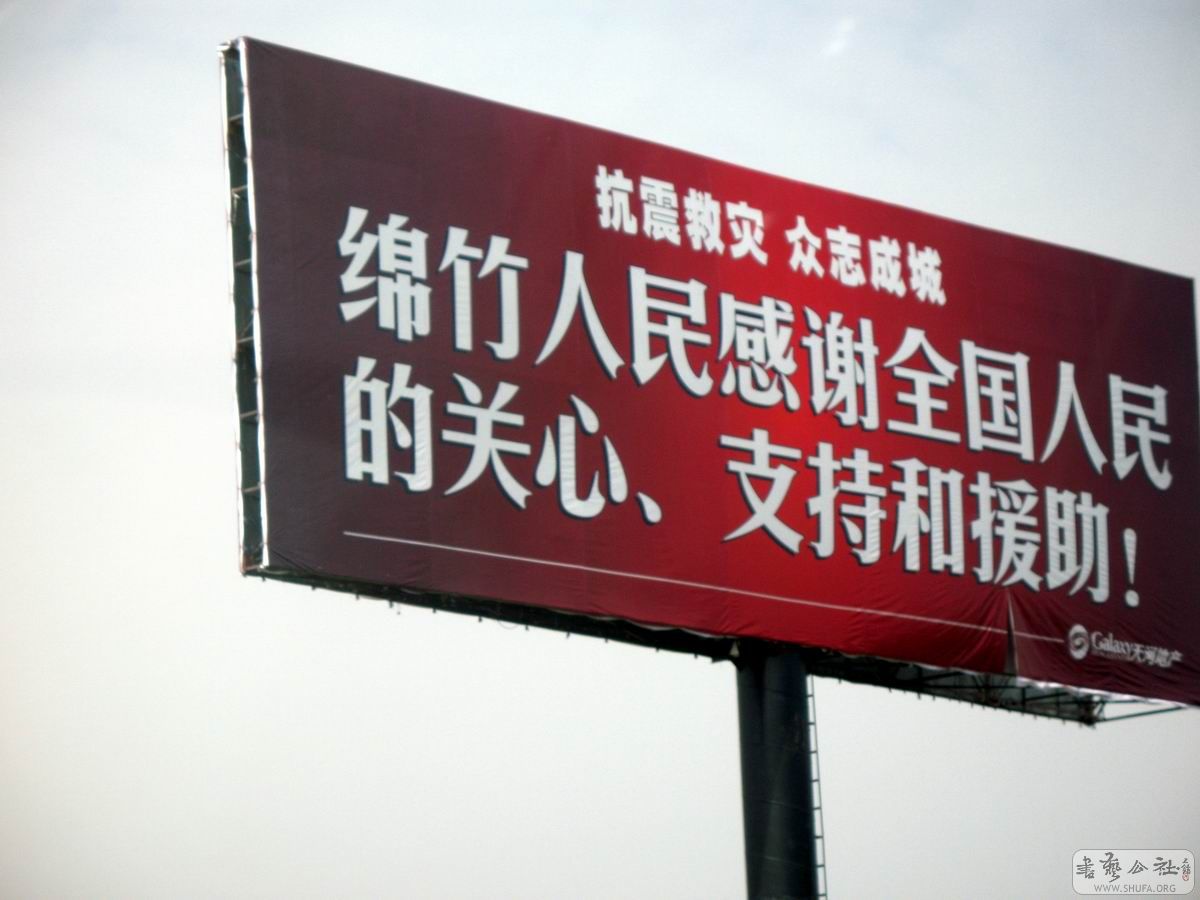 抗震救灾 众志成城
绵竹人民感谢全国人民
的关心、支持和援助！
Galaxy天河地产
書藝公社
WWW.SHUFA.ORG